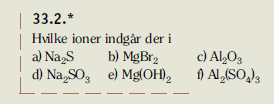 33.2.*
Hvilke ioner indgår der i
a) Na₂S b) MgBr₂ c) Al₂O₃
d) Na₂SO₃ e) Mg(OH)₂ f) Al₂(SO₄)₃